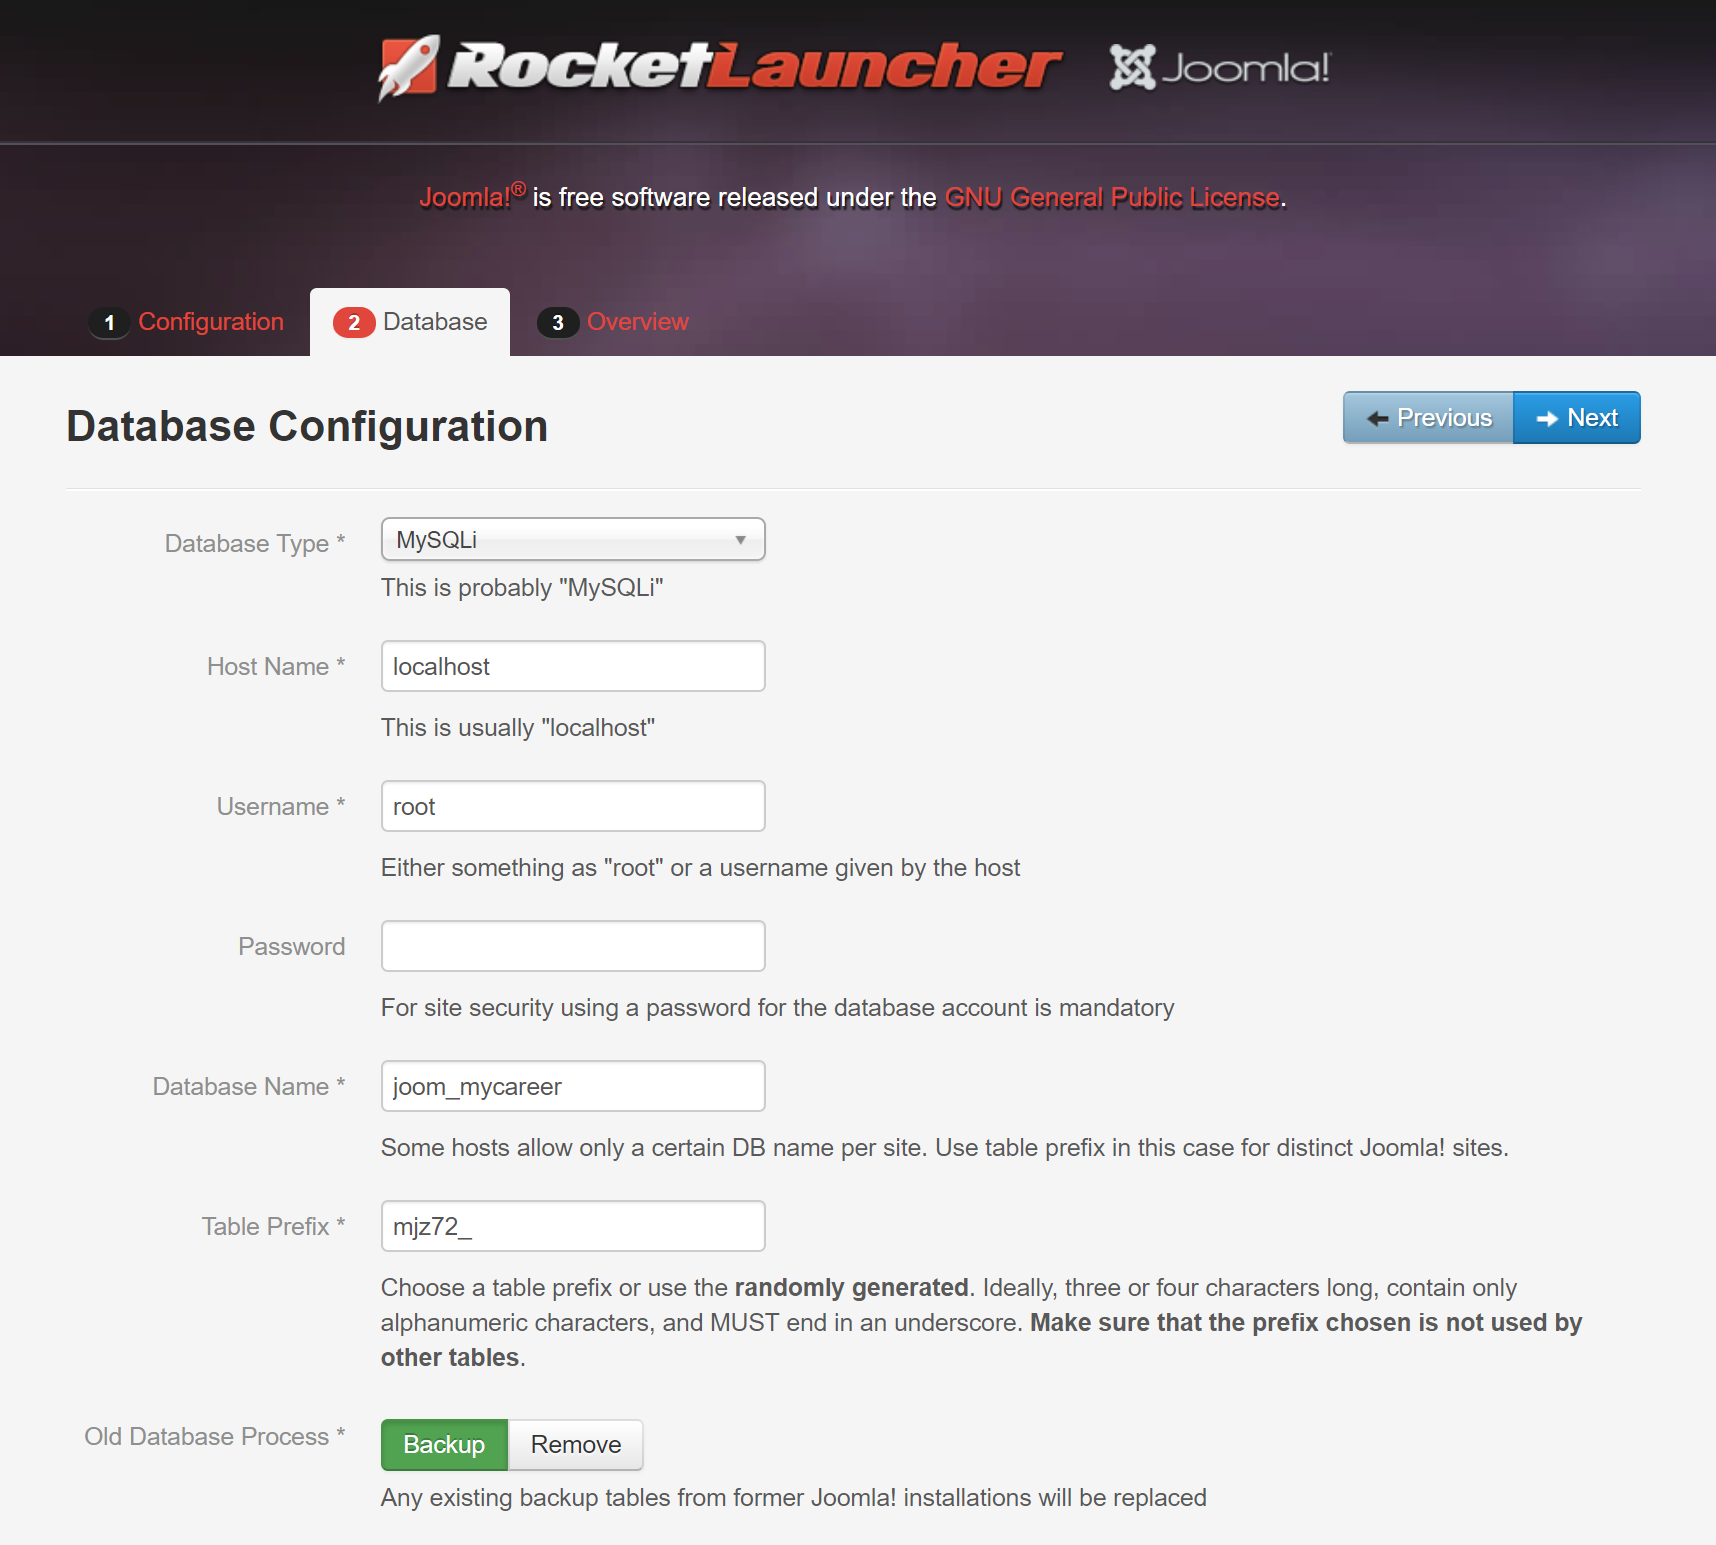 RocketLauncher Joomla!
Joomla!® is free software released under the GNU General Public License.
1 Configuration 2 Database 3 Overview
Database Configuration
Previous Next
Database Type * MySQLi
This is probably "MySQLi"
Host Name * localhost
This is usually "localhost"
Username * root
Either something as "root" or a username given by the host
Password
For site security using a password for the database account is mandatory
Database Name * joom_mycareer
Some hosts allow only a certain DB name per site. Use table prefix in this case for distinct Joomla! sites.
Table Prefix * mjz72_
Choose a table prefix or use the randomly generated. Ideally, three or four characters long, contain only
alphanumeric characters, and MUST end in an underscore. Make sure that the prefix chosen is not used by
other tables.
Old Database Process * Backup Remove
Any existing backup tables from former Joomla! installations will be replaced